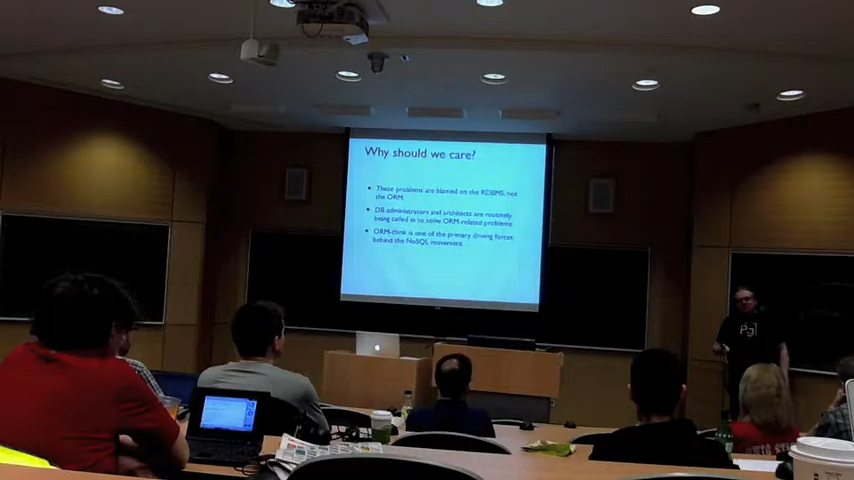 Why should we care?
These problems are blamed on the RDBMS, not
the ORM.
DB administrators and architects are routinely
being called in to solve ORM-related problems
ORM-think is one of the primary driving forces
behind the NoSQL movement.